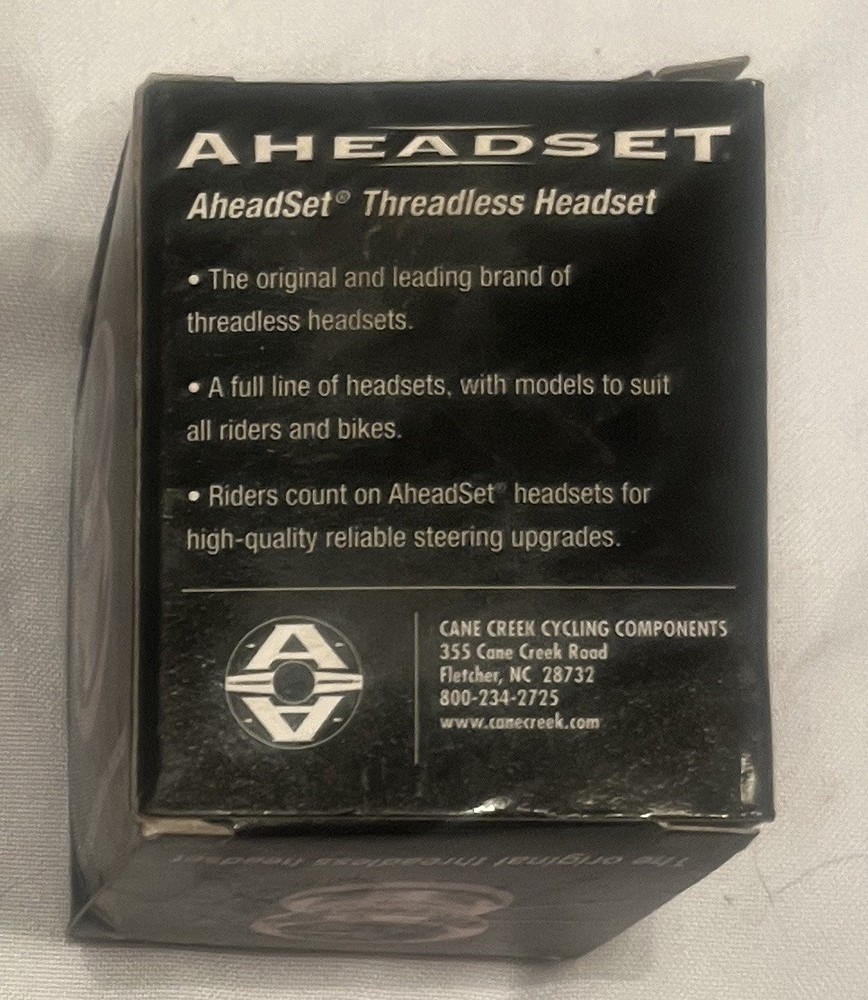 AHEADSET
AheadSet® Threadless Headset
• The original and leading brand of
threadless headsets.
• A full line of headsets, with models to suit
all riders and bikes.
• Riders count on AheadSet® headsets for
high-quality reliable steering upgrades.
CANE CREEK CYCLING COMPONENTS
355 Cane Creek Road
Fletcher, NC 28732
800-234-2725
www.canecreek.com
The original threadless headset